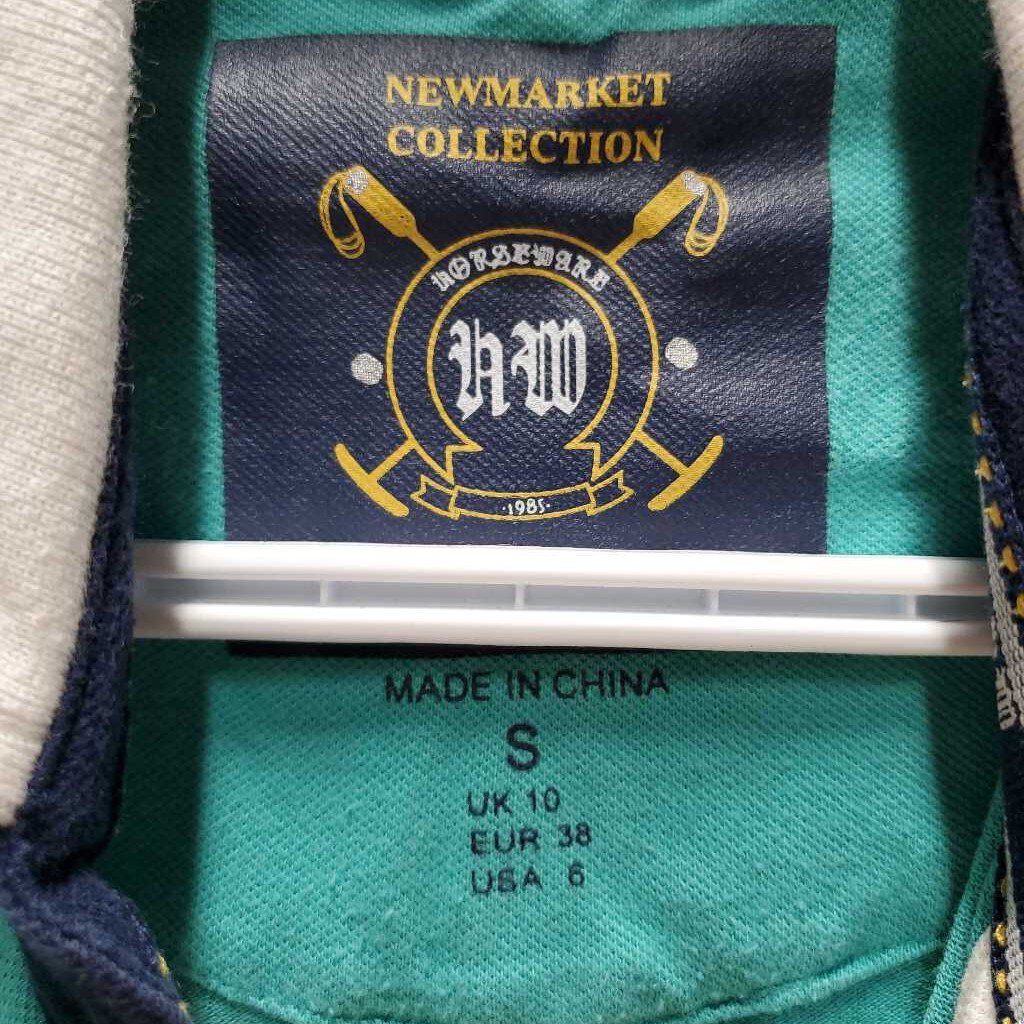 NEWMARKET
COLLECTION
HORSEWARE
HW
·1985·
MADE IN CHINA
S
UK 10
EUR 38
USA 6